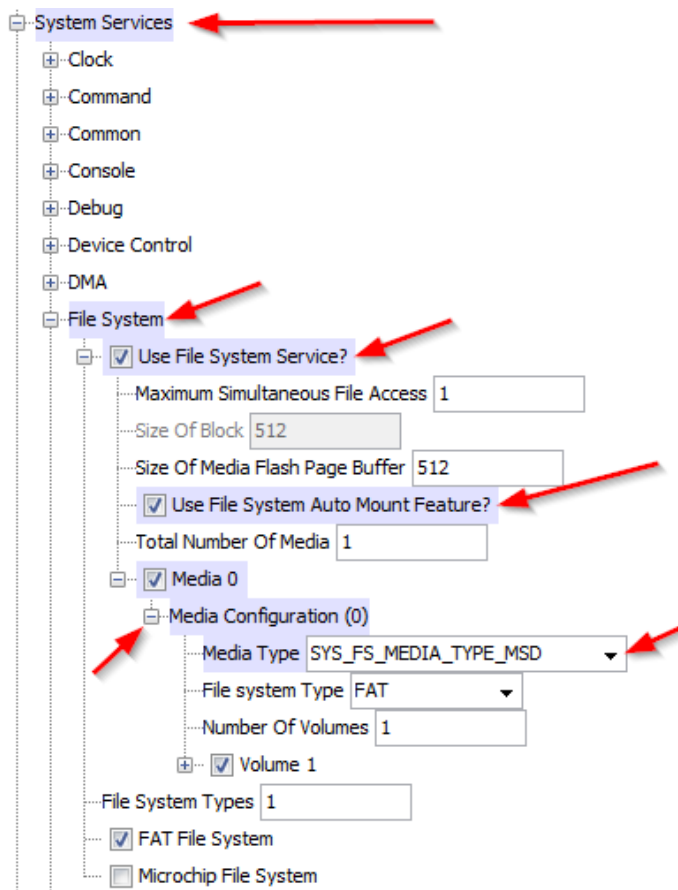 System Services
Clock
Command
Common
Console
Debug
Device Control
DMA
File System
Use File System Service?
Maximum Simultaneous File Access 1
Size Of Block 512
Size Of Media Flash Page Buffer 512
Use File System Auto Mount Feature?
Total Number Of Media 1
Media 0
Media Configuration (0)
Media Type SYS_FS_MEDIA_TYPE_MSD
File system Type FAT
Number Of Volumes 1
Volume 1
File System Types 1
FAT File System
Microchip File System